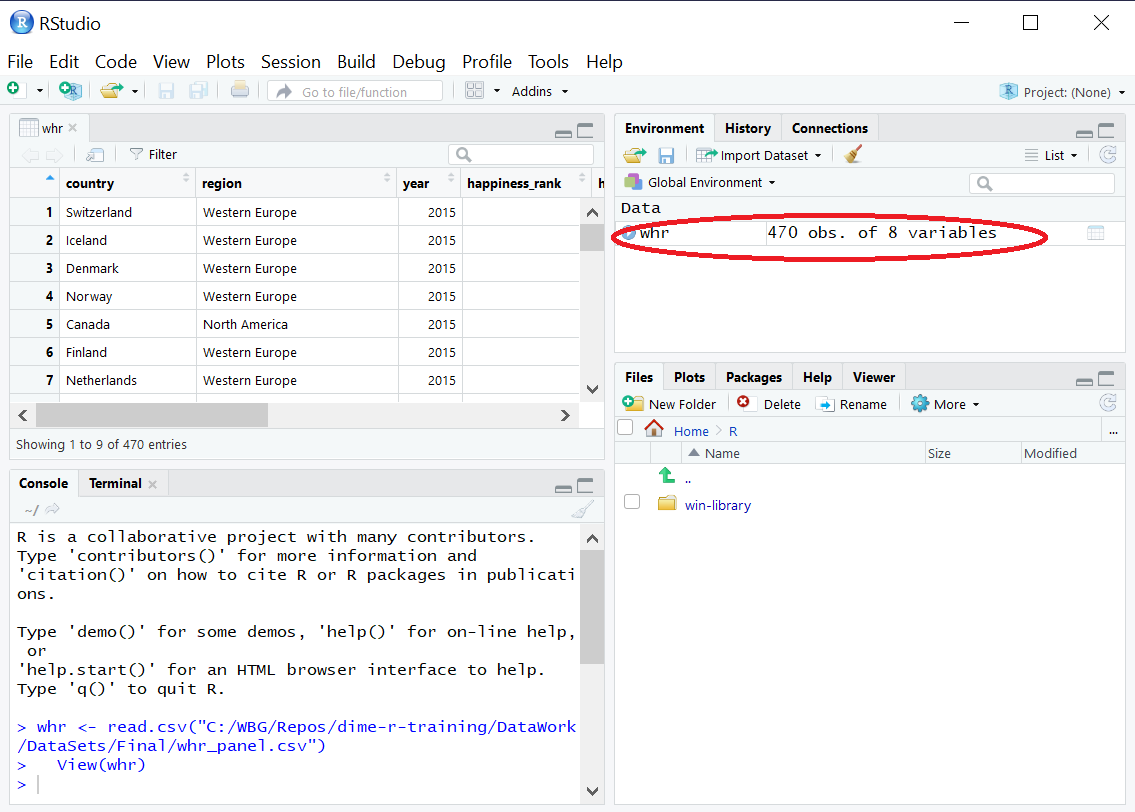 RStudio
File Edit Code View Plots Session Build Debug Profile Tools Help
Go to file/function
Addins
Project: (None)
whr
Filter
country region year happiness_rank h
1 Switzerland Western Europe 2015
2 Iceland Western Europe 2015
3 Denmark Western Europe 2015
4 Norway Western Europe 2015
5 Canada North America 2015
6 Finland Western Europe 2015
7 Netherlands Western Europe 2015
Showing 1 to 9 of 470 entries
Console Terminal
~/
R is a collaborative project with many contributors.
Type 'contributors()' for more information and
'citation()' on how to cite R or R packages in publicati
ons.
Type 'demo()' for some demos, 'help()' for on-line help,
or
'help.start()' for an HTML browser interface to help.
Type 'q()' to quit R.
> whr <- read.csv("C:/WBG/Repos/dime-r-training/DataWork
/DataSets/Final/whr_panel.csv")
>   View(whr)
>
Environment History Connections
Import Dataset
List
Global Environment
Data
whr 470 obs. of 8 variables
Files Plots Packages Help Viewer
New Folder Delete Rename More
Home R
...
Name Size Modified
..
win-library